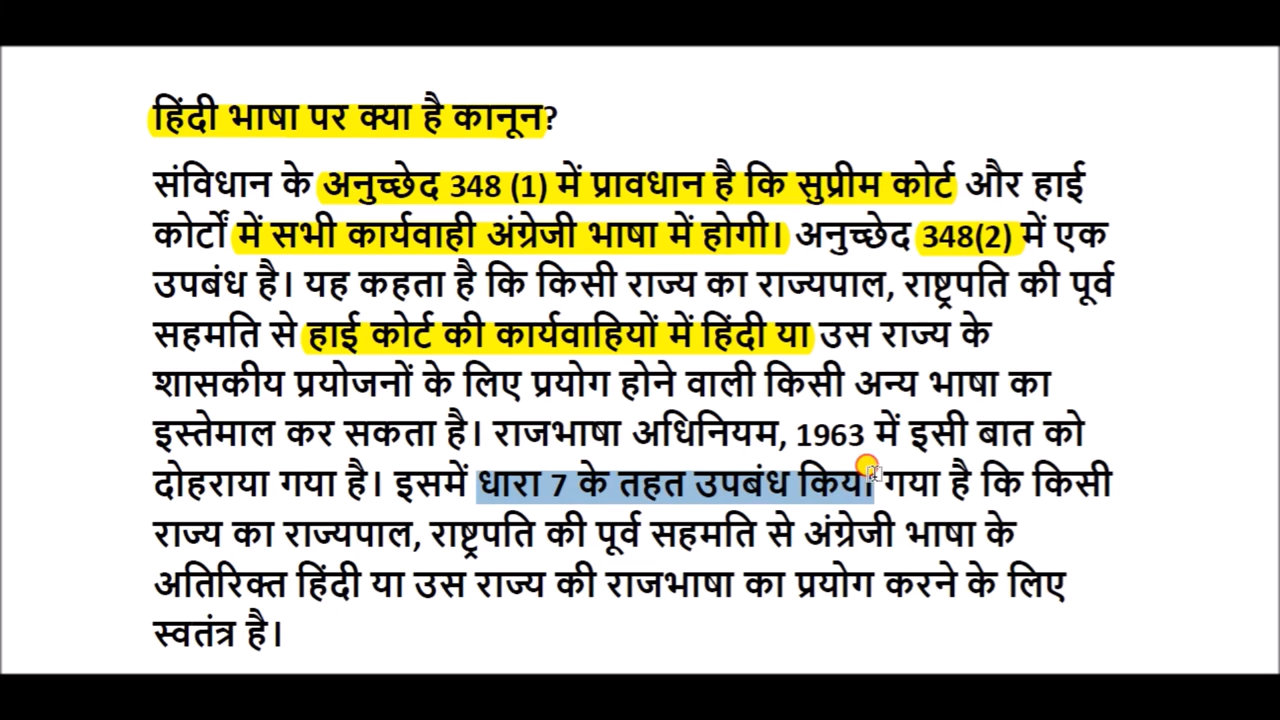 हिंदी भाषा पर क्या है कानून?
संविधान के अनुच्छेद 348 (1) में प्रावधान है कि सुप्रीम कोर्ट और हाई
कोर्टों में सभी कार्यवाही अंग्रेजी भाषा में होगी। अनुच्छेद 348(2) में एक
उपबंध है। यह कहता है कि किसी राज्य का राज्यपाल, राष्ट्रपति की पूर्व
सहमति से हाई कोर्ट की कार्यवाहियों में हिंदी या उस राज्य के
शासकीय प्रयोजनों के लिए प्रयोग होने वाली किसी अन्य भाषा का
इस्तेमाल कर सकता है। राजभाषा अधिनियम, 1963 में इसी बात को
दोहराया गया है। इसमें धारा 7 के तहत उपबंध किया गया है कि किसी
राज्य का राज्यपाल, राष्ट्रपति की पूर्व सहमति से अंग्रेजी भाषा के
अतिरिक्त हिंदी या उस राज्य की राजभाषा का प्रयोग करने के लिए
स्वतंत्र है।